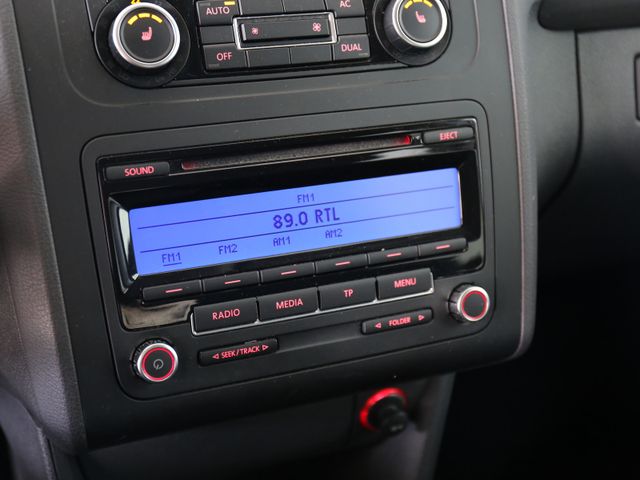 AUTO
AC
OFF
DUAL
SOUND
EJECT
FM1
89.0 RTL
FM1 FM2 AM1 AM2
RADIO MEDIA TP MENU
SEEK / TRACK
FOLDER